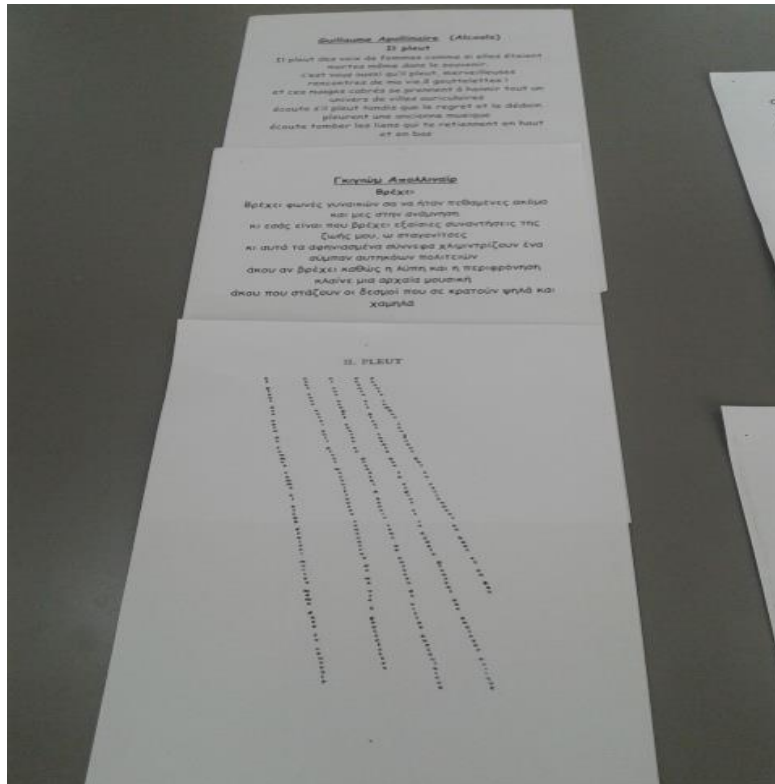 Guillaume Apollinaire (Alcools)
Il pleut
Il pleut des voix de femmes comme si elles étaient
mortes même dans le souvenir
c'est vous aussi qu'il pleut, merveilleuses
rencontres de ma vie ô gouttelettes !
et ces nuages cabrés se prennent à hennir tout un
univers de villes auriculaires
écoute s'il pleut tandis que le regret et le dédain
pleurent une ancienne musique
écoute tomber les liens qui te retiennent en haut
et en bas
Γκιγιώμ Απολλιναίρ
Βρέχει
Βρέχει φωνές γυναικών σα να ήταν πεθαμένες ακόμα
και μες στην ανάμνηση
κι εσάς είναι που βρέχει εξαίσιες συναντήσεις της
ζωής μου, ω σταγονίτσες
κι αυτά τα αφηνιασμένα σύννεφα χλιμιντρίζουν ένα
σύμπαν αυτηκόων πολιτειών
άκου αν βρέχει καθώς η λύπη και η περιφρόνηση
κλαίνε μια αρχαία μουσική
άκου που στάζουν οι δεσμοί που σε κρατούν ψηλά και
χαμηλά
IL PLEUT